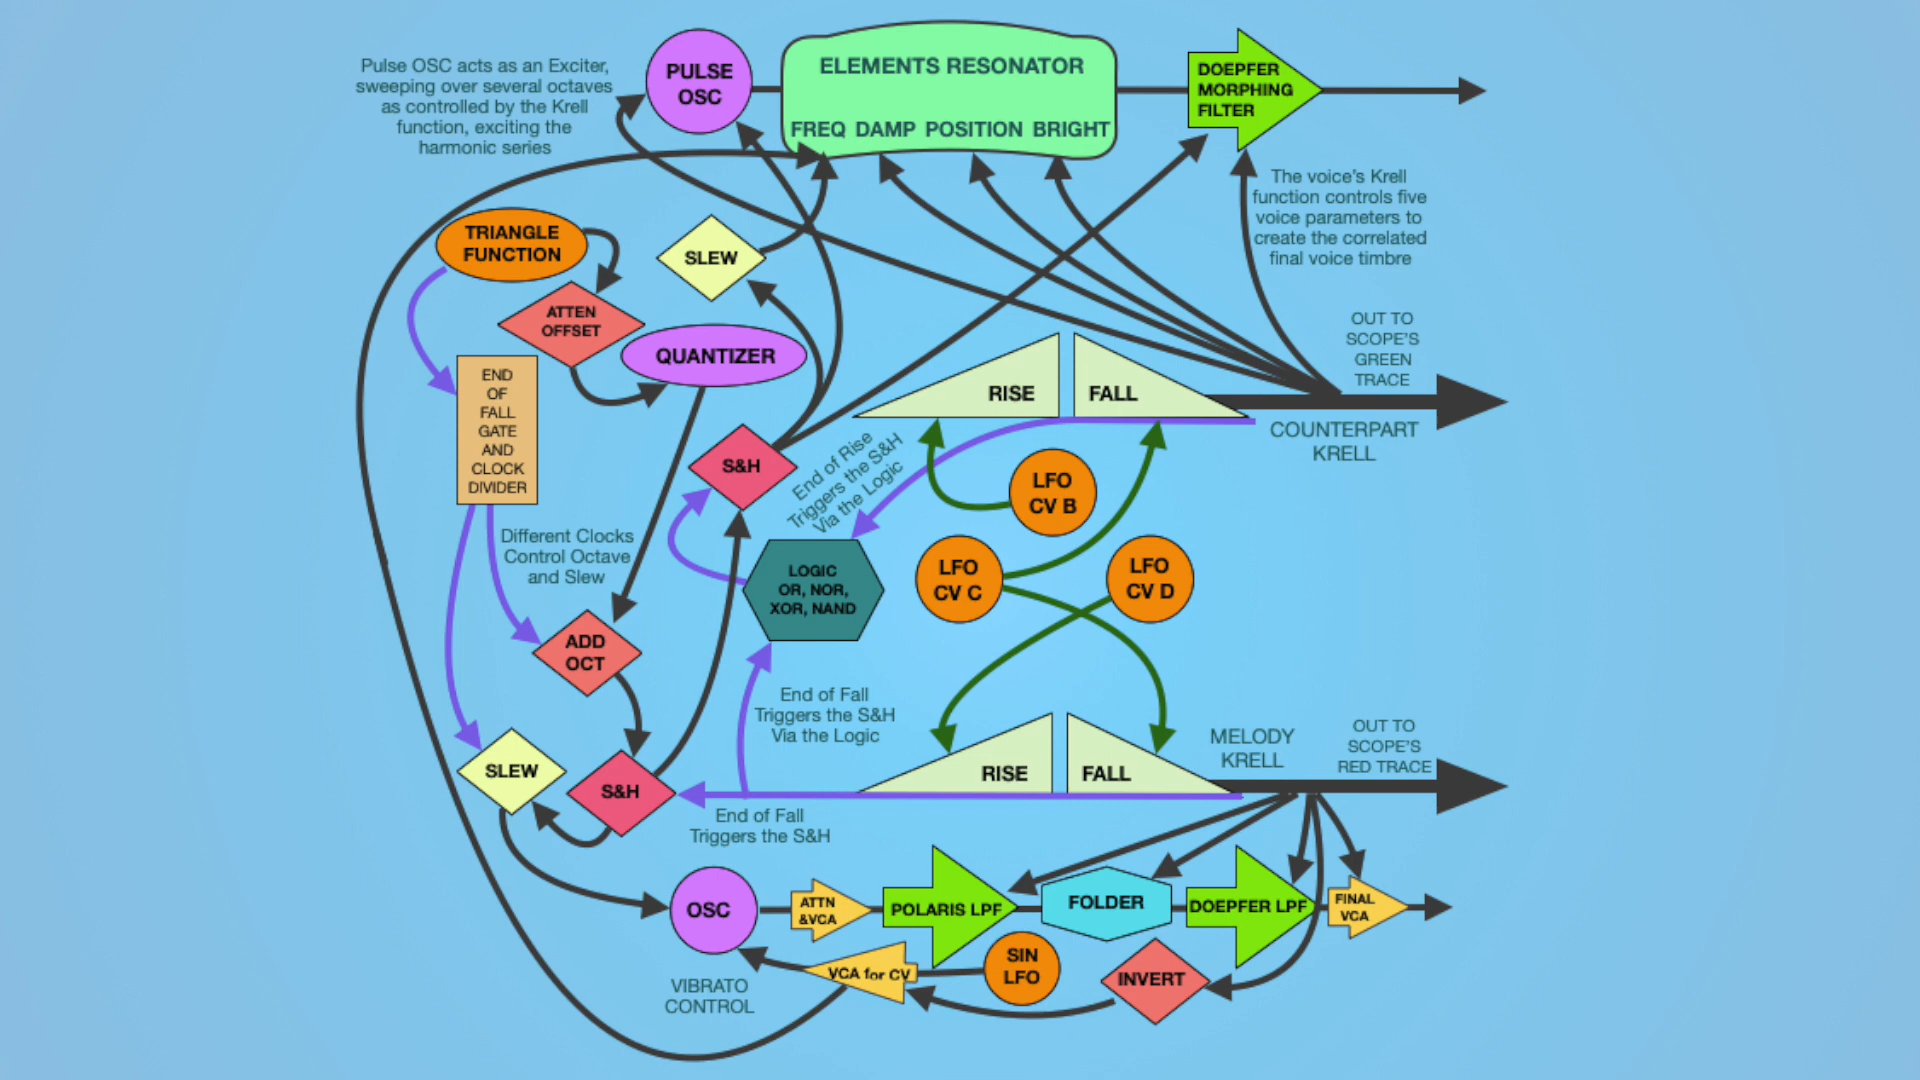 Pulse OSC acts as an Exciter,
sweeping over several octaves
as controlled by the Krell
function, exciting the
harmonic series
PULSE
OSC
ELEMENTS RESONATOR
FREQ DAMP POSITION BRIGHT
DOEPFER
MORPHING
FILTER
The voice's Krell
function controls five
voice parameters to
create the correlated
final voice timbre
TRIANGLE
FUNCTION
SLEW
ATTEN
OFFSET
QUANTIZER
END
OF
FALL
GATE
AND
CLOCK
DIVIDER
S&H
End of Rise
Triggers the S&H
Via the Logic
RISE
FALL
OUT TO
SCOPE'S
GREEN
TRACE
COUNTERPART
KRELL
LFO
CV B
LFO
CV C
LFO
CV D
LOGIC
OR, NOR,
XOR, NAND
Different Clocks
Control Octave
and Slew
ADD
OCT
End of Fall
Triggers the S&H
Via the Logic
SLEW
S&H
End of Fall
Triggers the S&H
RISE
FALL
MELODY
KRELL
OUT TO
SCOPE'S
RED TRACE
OSC
ATTN
&VCA
POLARIS LPF
FOLDER
DOEPFER LPF
FINAL
VCA
VIBRATO
CONTROL
VCA for CV
SIN
LFO
INVERT